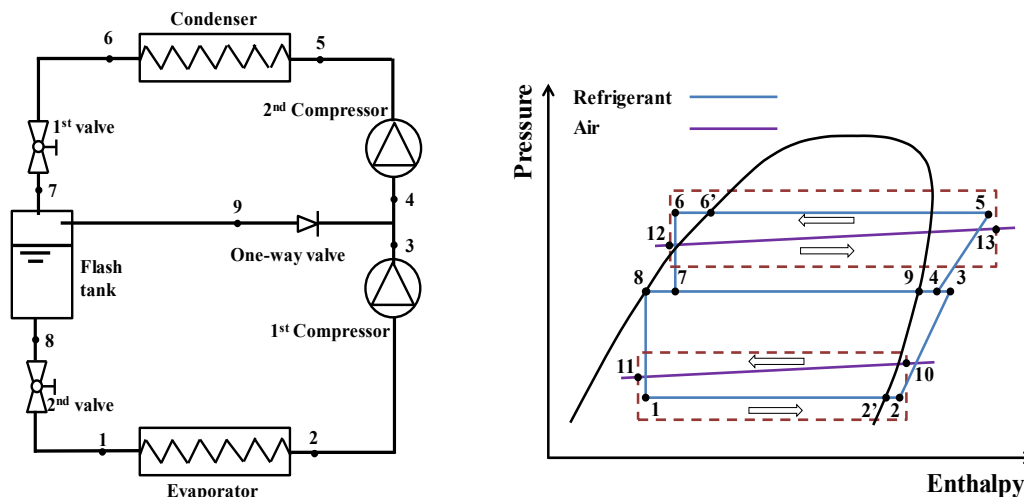 Condenser
6
5
2nd Compressor
1st valve
7
4
9
One-way valve
3
Flash
tank
1st Compressor
8
2nd valve
1
2
Evaporator
Pressure
Refrigerant
Air
6
6’
5
12
13
8
7
9
4
3
11
10
1
2’
2
Enthalpy